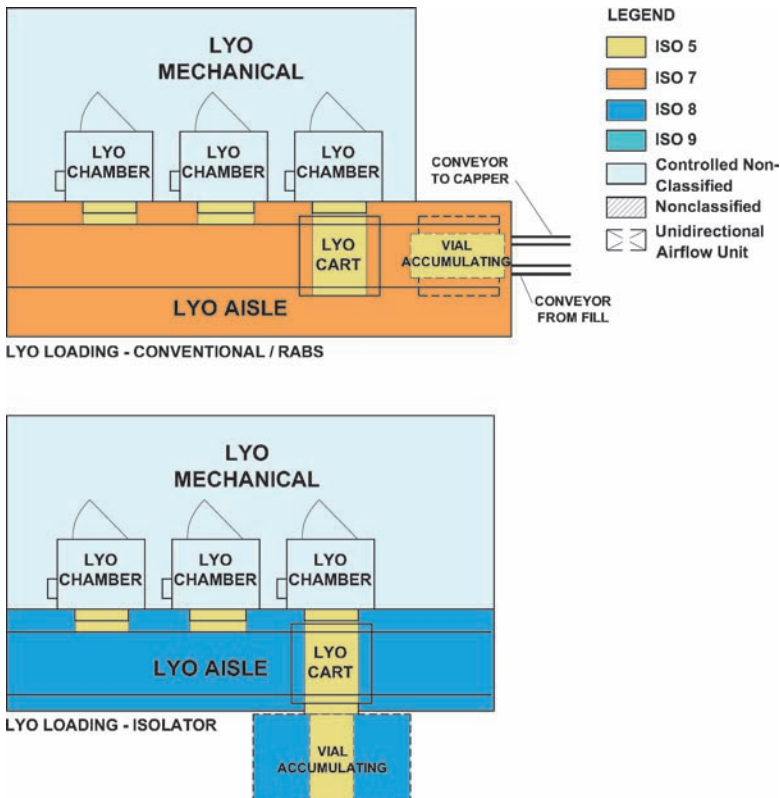 LYO
MECHANICAL
LYO
CHAMBER
LYO
CHAMBER
LYO
CHAMBER
LYO
CART
VIAL
ACCUMULATING
LYO AISLE
CONVEYOR
TO CAPPER
CONVEYOR
FROM FILL
LYO LOADING - CONVENTIONAL / RABS
LEGEND
ISO 5
ISO 7
ISO 8
ISO 9
Controlled Non-
Classified
Nonclassified
Unidirectional
Airflow Unit
LYO
MECHANICAL
LYO
CHAMBER
LYO
CHAMBER
LYO
CHAMBER
LYO AISLE
LYO
CART
LYO LOADING - ISOLATOR
VIAL
ACCUMULATING